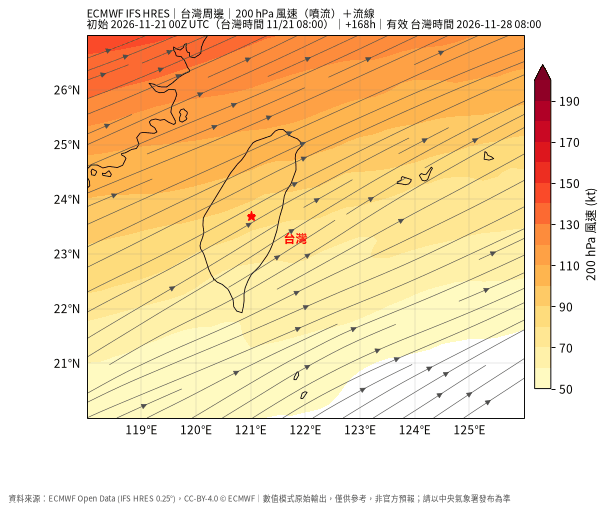 ECMWF IFS HRES｜台灣周邊｜200 hPa 風速（噴流）＋流線
初始 2026-11-21 00Z UTC（台灣時間 11/21 08:00）｜+168h｜有效 台灣時間 2026-11-28 08:00
26°N
25°N
24°N
23°N
22°N
21°N
119°E
120°E
121°E
122°E
123°E
124°E
125°E
台灣
190
170
150
130
110
90
70
50
200 hPa 風速 (kt)
資料來源：ECMWF Open Data (IFS HRES 0.25°)，CC-BY-4.0 © ECMWF｜數值模式原始輸出，僅供參考，非官方預報；請以中央氣象署發布為準